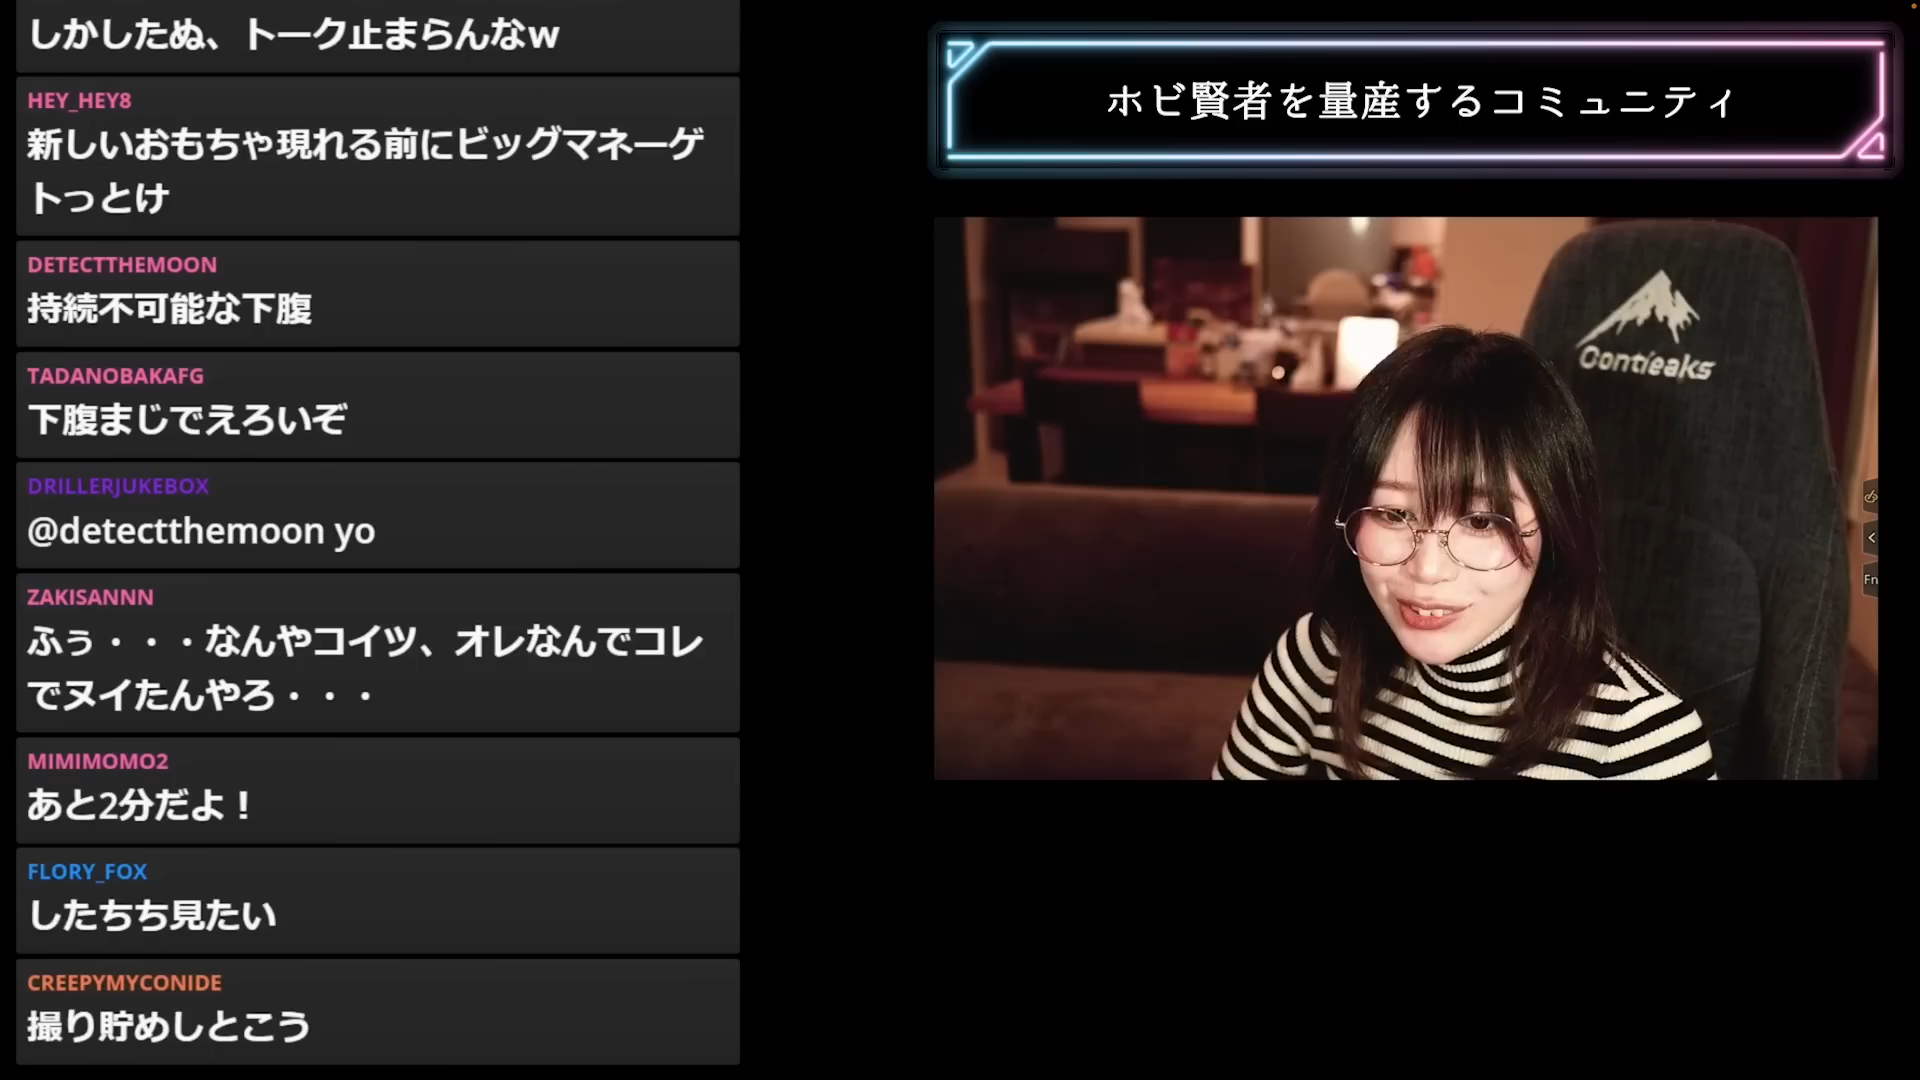 しかしたぬ、トーク止まらんなw
HEY_HEY8
新しいおもちゃ現れる前にビッグマネーゲ
トっとけ
DETECTTHEMOON
持続不可能な下腹
TADANOBAKAFG
下腹まじでえろいぞ
DRILLERJUKEBOX
@detectthemoon yo
ZAKISANNN
ふぅ・・・なんやコイツ、オレなんでコレ
でヌイたんやろ・・・
MIMIMOMO2
あと2分だよ！
FLORY_FOX
したちち見たい
CREEPYMYCONIDE
撮り貯めしとこう
ホビ賢者を量産するコミュニティ
Contieaks
<
Fn